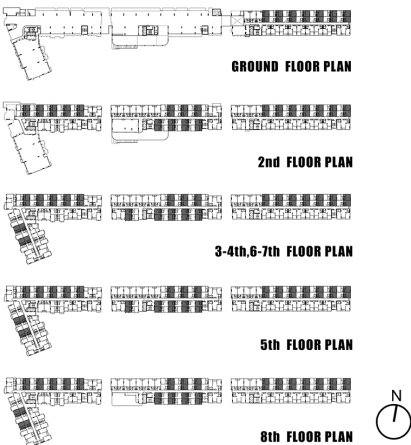 GROUND FLOOR PLAN
2nd FLOOR PLAN
3-4th,6-7th FLOOR PLAN
5th FLOOR PLAN
N
8th FLOOR PLAN